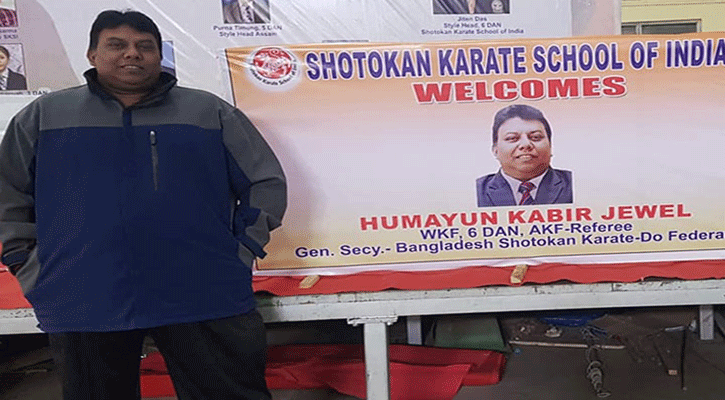 Purna Timung, 5 DAN
Style Head Assam
Jiten Das
Style Head, 6 DAN
Shotokan Karate School of India
SHOTOKAN KARATE SCHOOL OF INDIA
WELCOMES
HUMAYUN KABIR JEWEL
WKF, 6 DAN, AKF-Referee
Gen. Secy.- Bangladesh Shotokan Karate-Do Federa